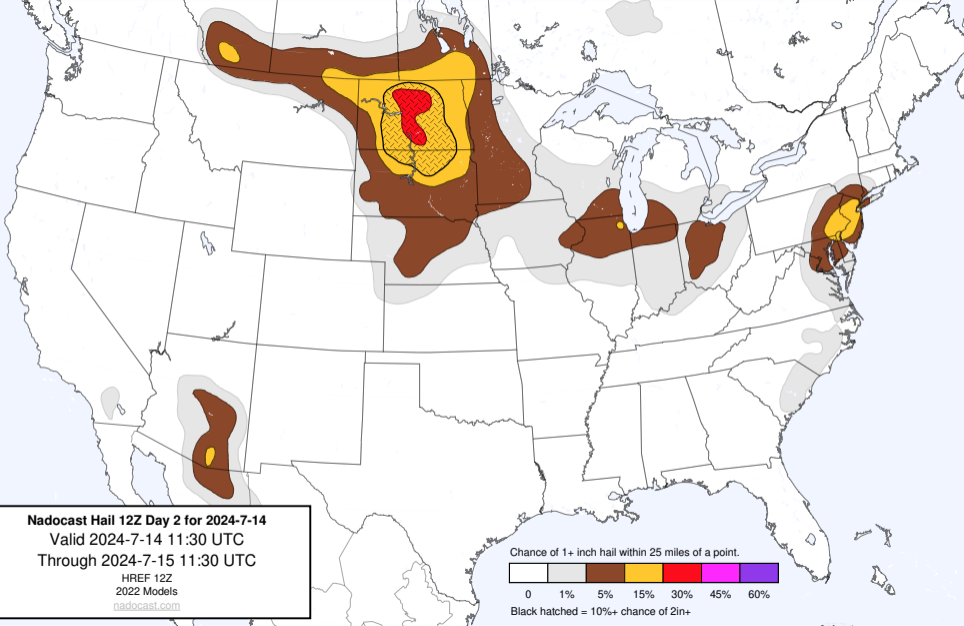 Nadocast Hail 12Z Day 2 for 2024-7-14
Valid 2024-7-14 11:30 UTC
Through 2024-7-15 11:30 UTC
HREF 12Z
2022 Models
nadocast.com
Chance of 1+ inch hail within 25 miles of a point.
0 1% 5% 15% 30% 45% 60%
Black hatched = 10%+ chance of 2in+